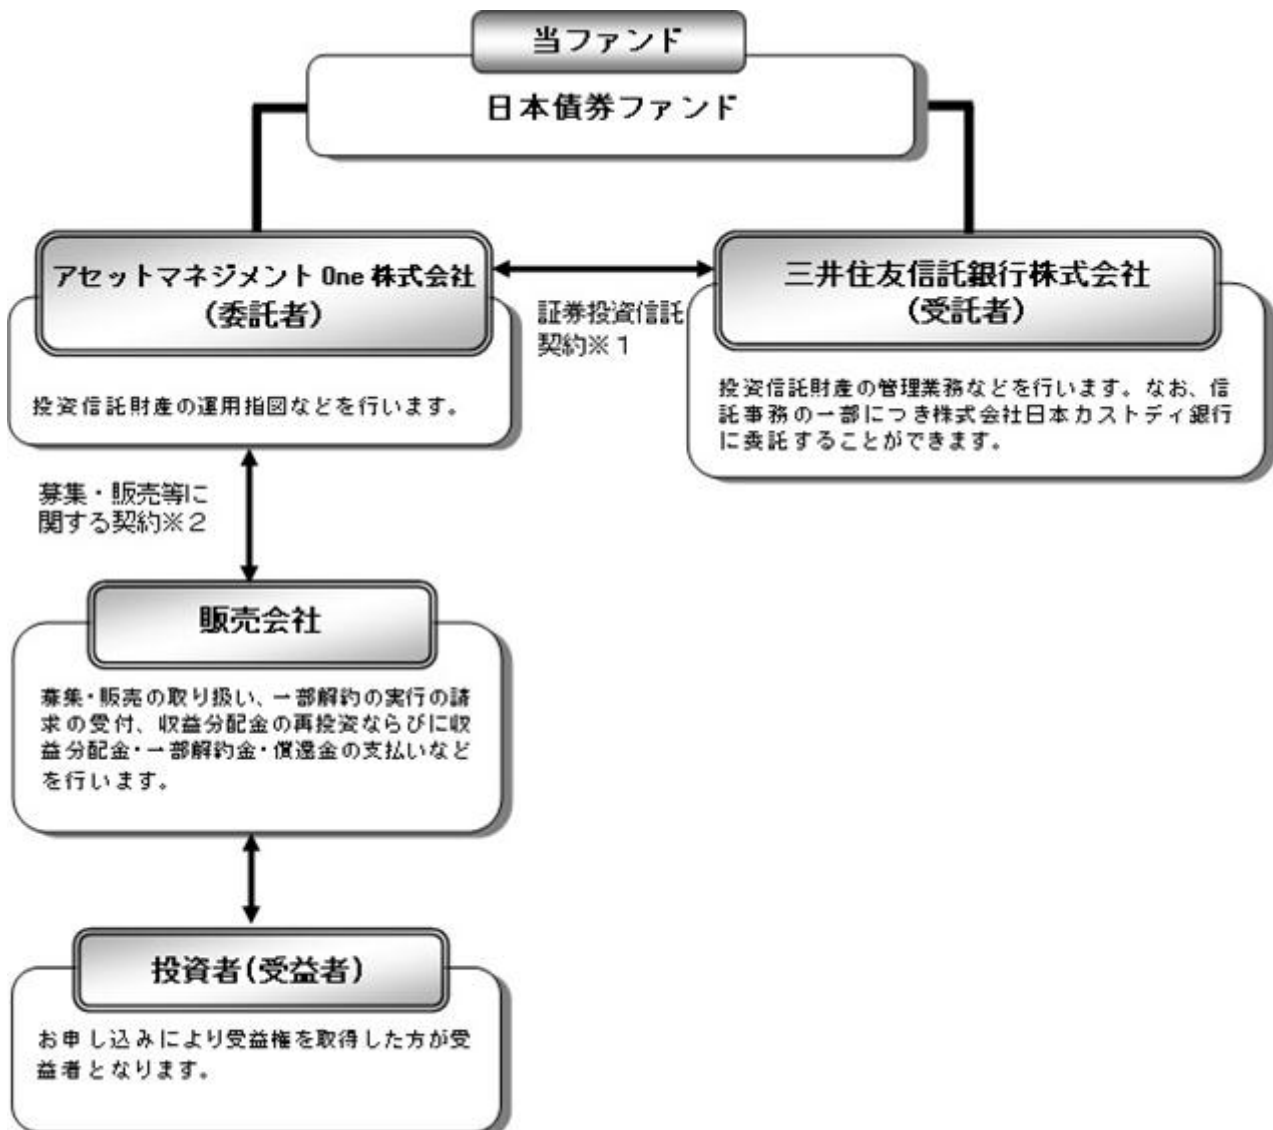 当ファンド
日本債券ファンド
アセットマネジメント One 株式会社
(委託者)
投資信託財産の運用指図などを行います。
証券投資信託
契約※１
三井住友信託銀行株式会社
(受託者)
投資信託財産の管理業務などを行います。なお、信
託事務の一部につき株式会社日本カストディ銀行
に委託することができます。
募集・販売等に
関する契約※２
販売会社
募集・販売の取り扱い、一部解約の実行の請
求の受付、収益分配金の再投資ならびに収
益分配金・一部解約金・償還金の支払いなど
を行います。
投資者(受益者)
お申し込みにより受益権を取得した方が受
益者となります。